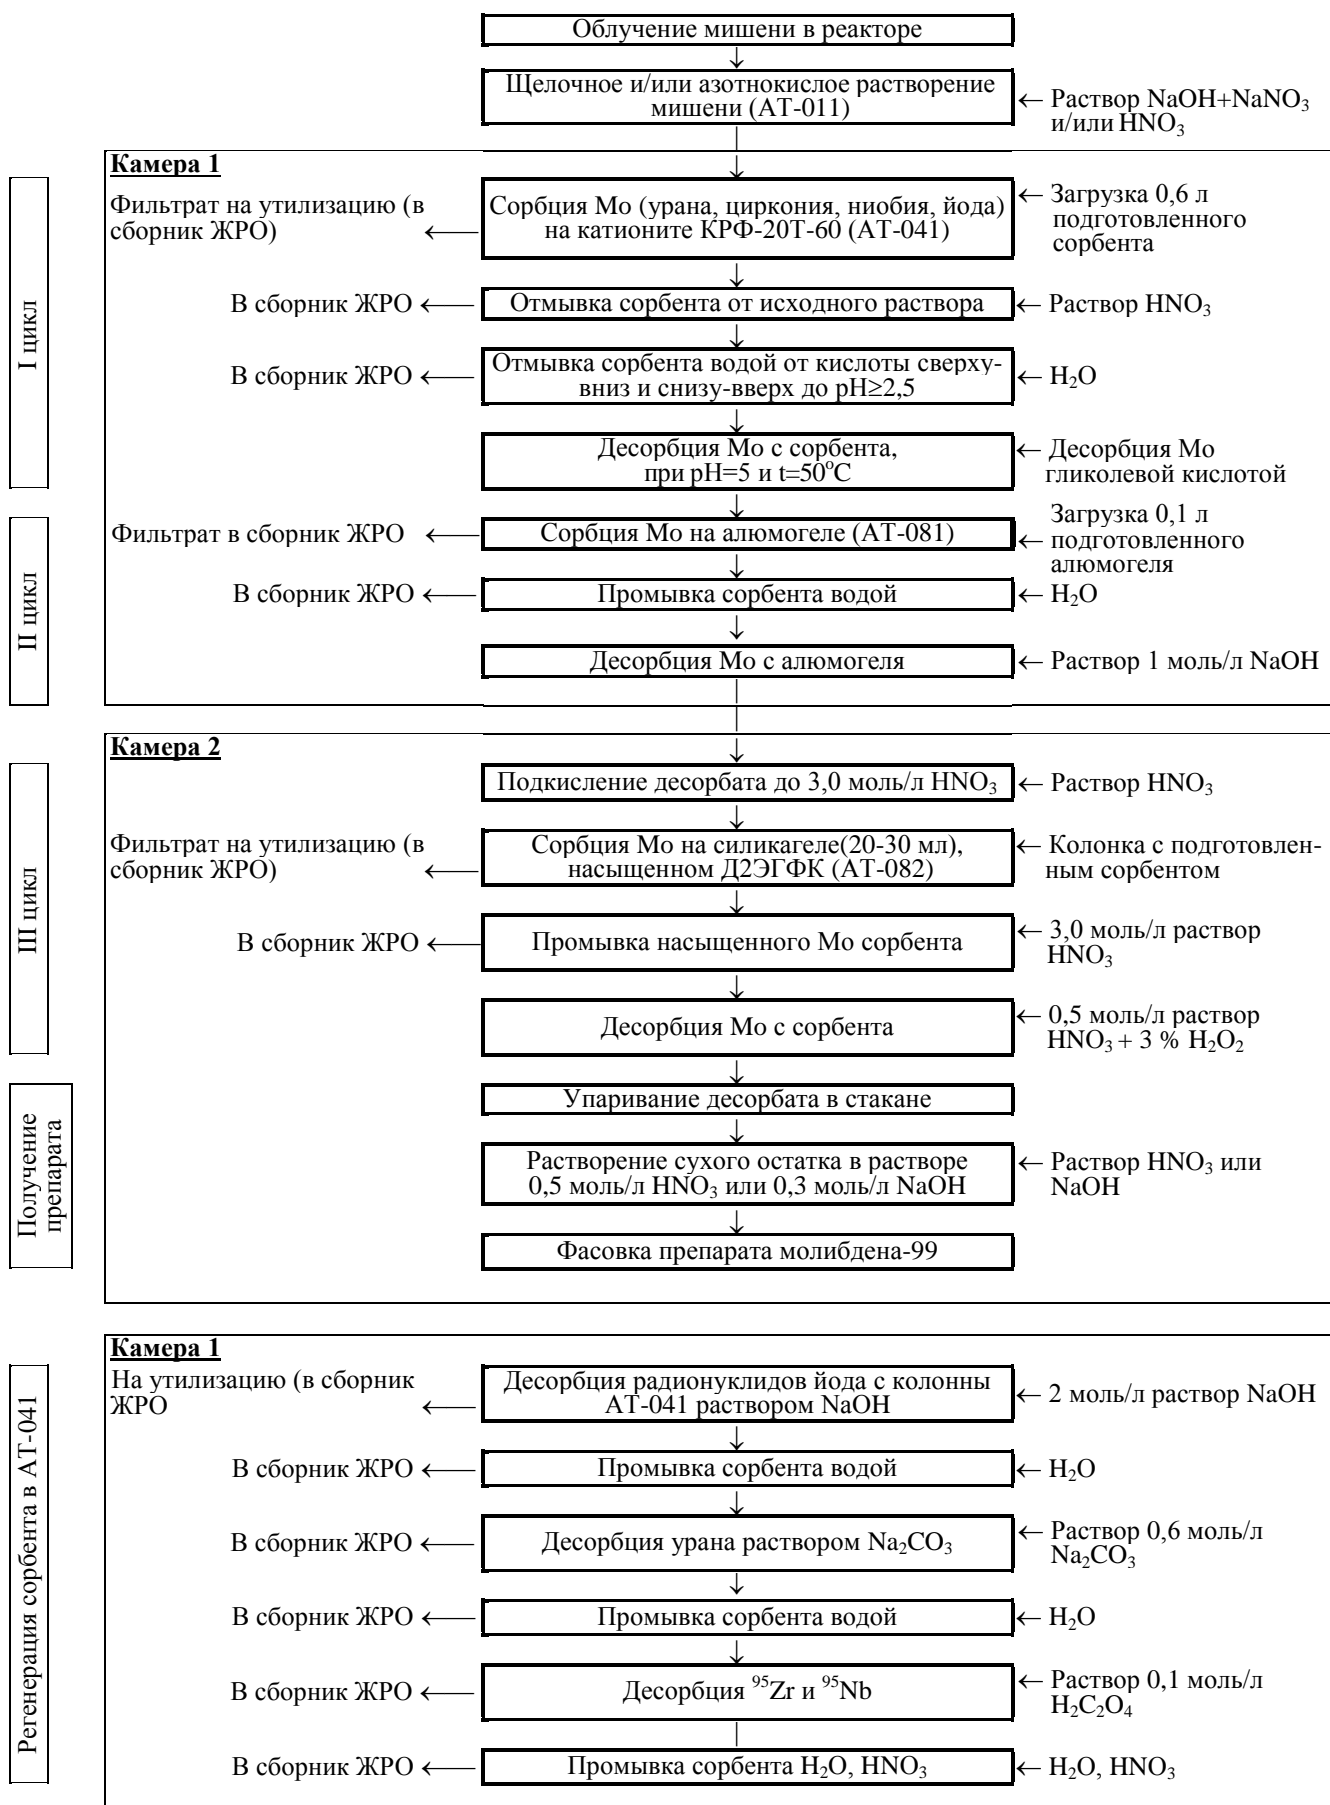 Облучение мишени в реакторе
↓
Щелочное и/или азотнокислое растворение
мишени (АТ-011)
← Раствор NaOH+NaNO₃
и/или HNO₃
Камера 1
I цикл
Фильтрат на утилизацию (в
сборник ЖРО)
Сорбция Мо (урана, циркония, ниобия, йода)
на катионите КРФ-20Т-60 (АТ-041)
← Загрузка 0,6 л
подготовленного
сорбента
В сборник ЖРО ←
Отмывка сорбента от исходного раствора
← Раствор HNO₃
В сборник ЖРО ←
Отмывка сорбента водой от кислоты сверху-
вниз и снизу-вверх до pH≥2,5
← H₂O
Десорбция Мо с сорбента,
при pH=5 и t=50°C
← Десорбция Мо
гликолевой кислотой
II цикл
Фильтрат в сборник ЖРО ←
Сорбция Мо на алюмогеле (АТ-081)
Загрузка 0,1 л
← подготовленного
алюмогеля
В сборник ЖРО ←
Промывка сорбента водой
← H₂O
Десорбция Мо с алюмогеля
← Раствор 1 моль/л NaOH
Камера 2
III цикл
Подкисление десорбата до 3,0 моль/л HNO₃
← Раствор HNO₃
Фильтрат на утилизацию (в
сборник ЖРО) ←
Сорбция Мо на силикагеле(20-30 мл),
насыщенном Д2ЭГФК (АТ-082)
← Колонка с подготовлен-
ным сорбентом
В сборник ЖРО ←
Промывка насыщенного Мо сорбента
← 3,0 моль/л раствор
HNO₃
Десорбция Мо с сорбента
← 0,5 моль/л раствор
HNO₃ + 3 % H₂O₂
Получение
препарата
Упаривание десорбата в стакане
Растворение сухого остатка в растворе
0,5 моль/л HNO₃ или 0,3 моль/л NaOH
← Раствор HNO₃ или
NaOH
Фасовка препарата молибдена-99
Камера 1
Регенерация сорбента в АТ-041
На утилизацию (в сборник
ЖРО ←
Десорбция радионуклидов йода с колонны
АТ-041 раствором NaOH
← 2 моль/л раствор NaOH
В сборник ЖРО ←
Промывка сорбента водой
← H₂O
В сборник ЖРО ←
Десорбция урана раствором Na₂CO₃
← Раствор 0,6 моль/л
Na₂CO₃
В сборник ЖРО ←
Промывка сорбента водой
← H₂O
В сборник ЖРО ←
Десорбция ⁹⁵Zr и ⁹⁵Nb
← Раствор 0,1 моль/л
H₂C₂O₄
В сборник ЖРО ←
Промывка сорбента H₂O, HNO₃
← H₂O, HNO₃